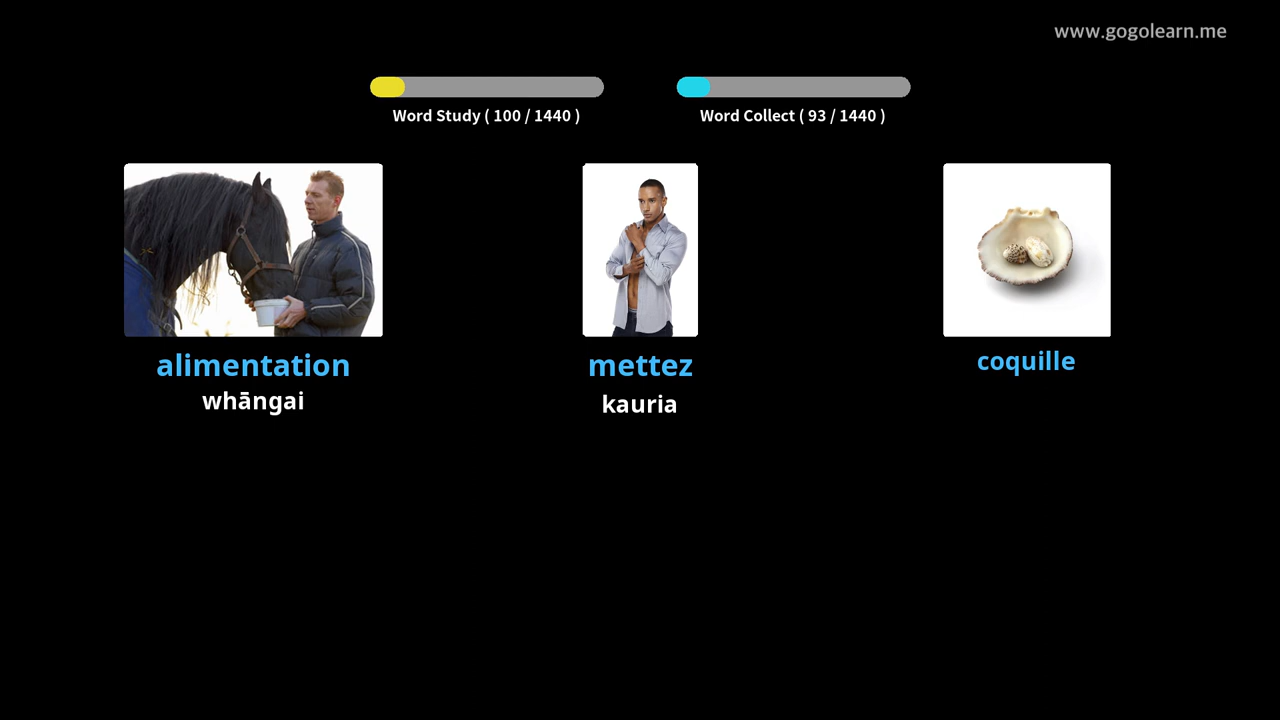 www.gogolearn.me
Word Study ( 100 / 1440 )
Word Collect ( 93 / 1440 )
alimentation
whāngai
mettez
kauria
coquille